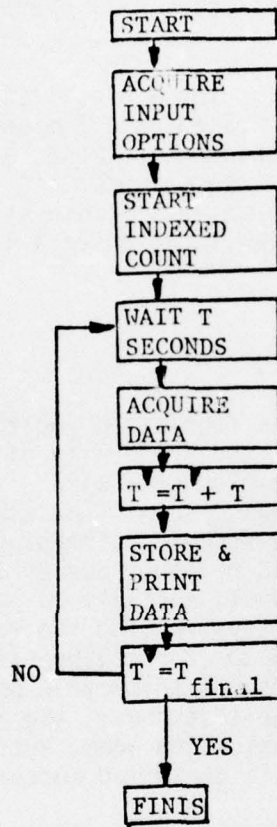 START
ACQUIRE
INPUT
OPTIONS
START
INDEXED
COUNT
WAIT T
SECONDS
ACQUIRE
DATA
T'=T'+ T
STORE &
PRINT
DATA
T'=T final
NO
YES
FINIS